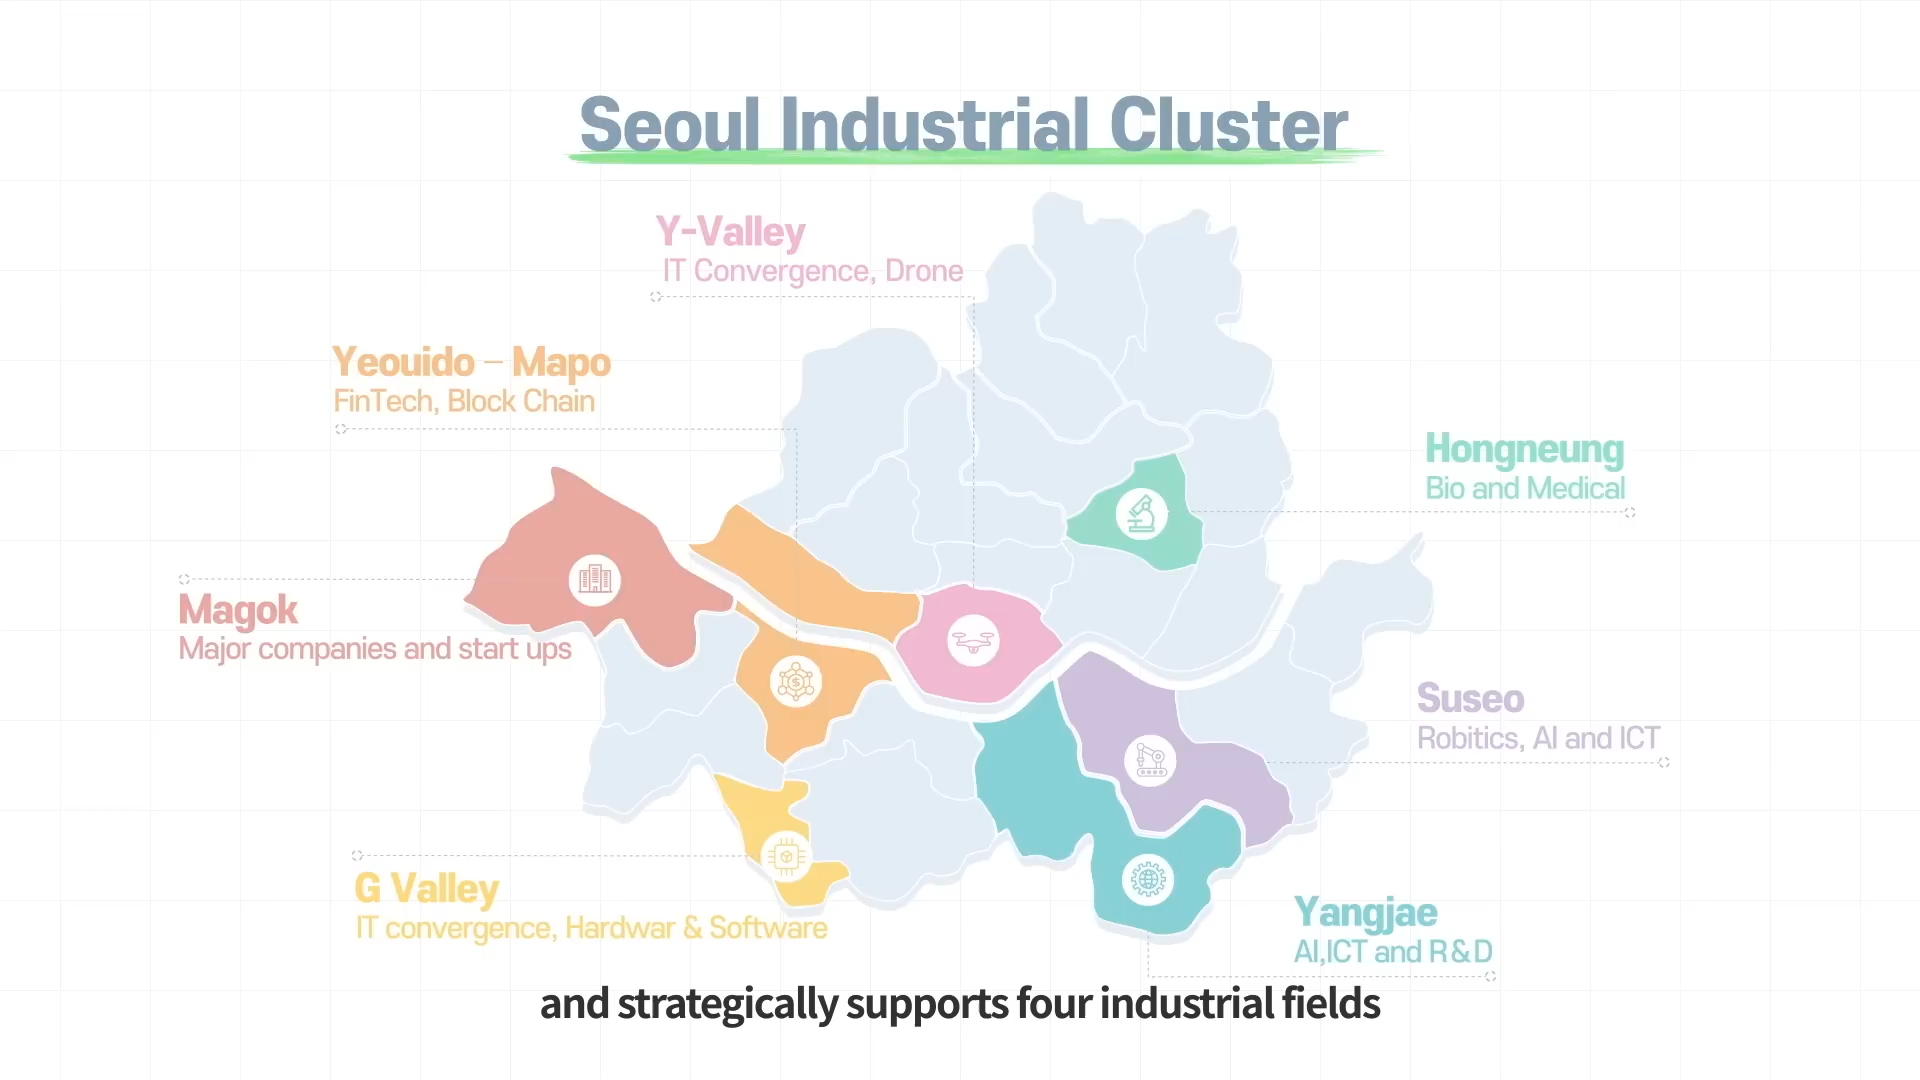 Seoul Industrial Cluster
Y-Valley
IT Convergence, Drone
Yeouido – Mapo
FinTech, Block Chain
Hongneung
Bio and Medical
Magok
Major companies and start ups
Suseo
Robitics, AI and ICT
G Valley
IT convergence, Hardwar & Software
Yangjae
AI,ICT and R&D
and strategically supports four industrial fields